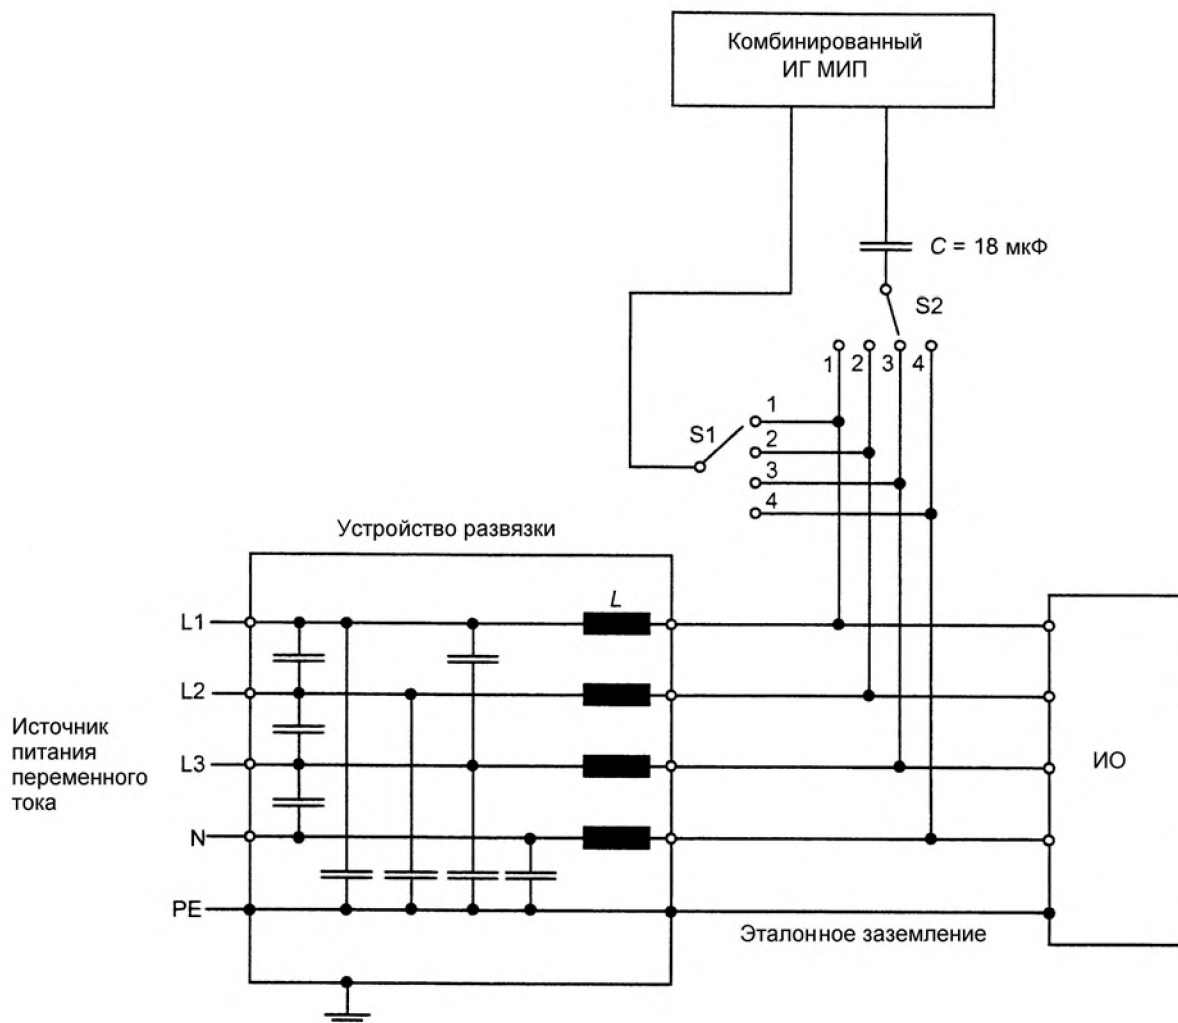 Комбинированный
ИГ МИП
C = 18 мкФ
S2
1 2 3 4
S1
1
2
3
4
Устройство развязки
L
L1
L2
L3
N
PE
Источник
питания
переменного
тока
ИО
Эталонное заземление